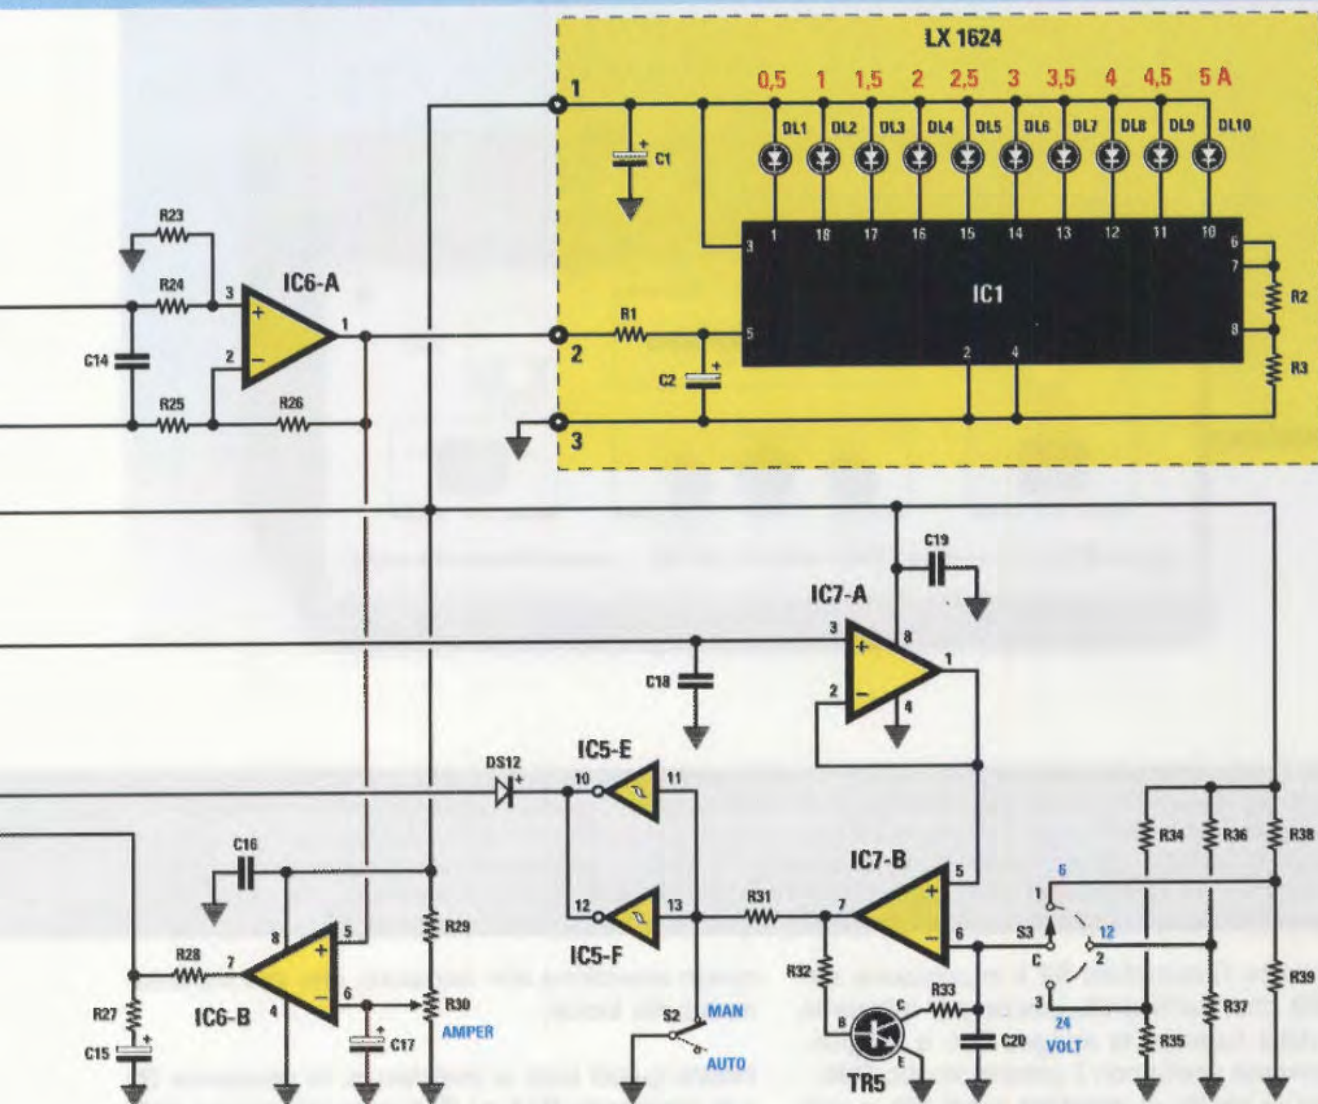 LX 1624
0,5 1 1,5 2 2,5 3 3,5 4 4,5 5 A
1
DL1 DL2 DL3 DL4 DL5 DL6 DL7 DL8 DL9 DL10
+
C1
R23
1 18 17 16 15 14 13 12 11 10
3
6
7
IC6-A
R24
3
+
IC1
R2
R1
1
2
5
8
C14
2
−
2 4
+
C2
R3
R25
R26
3
C19
IC7-A
3
+
8
1
C18
2
−
4
IC5-E
DS12
+
10
11
C16
IC7-B
R34
R36
R38
5
+
6
1
R31
12
13
7
R29
S3
12
IC5-F
−
6
C
2
8
5
+
R28
7
R32
R39
R33
C
3
R27
−
6
R30
IC6-B
4
AMPER
S2
MAN
B
24
VOLT
R37
C15
+
+
C17
AUTO
E
C20
R35
TR5